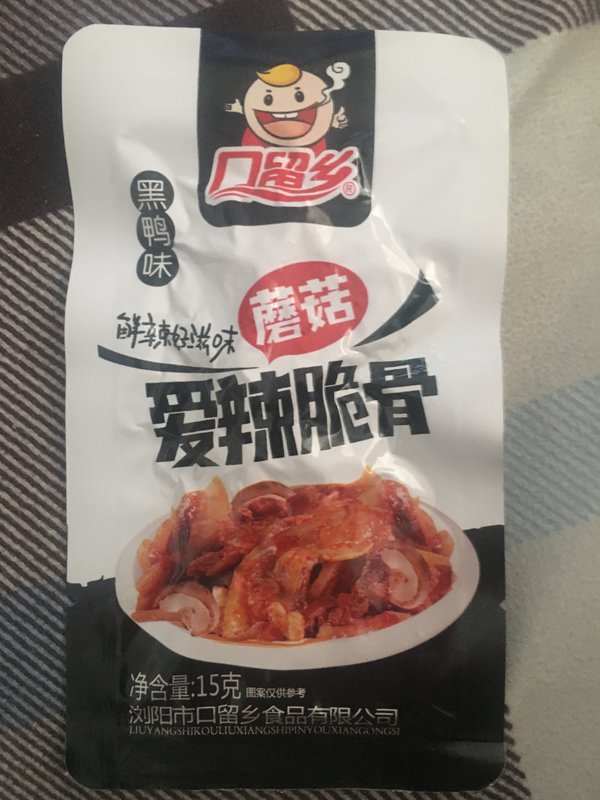 口留乡®
黑鸭味
蘑菇
鲜辣好滋味
爱辣脆骨
净含量:15克 图案仅供参考
浏阳市口留乡食品有限公司
LIUYANGSHIKOULIUXIANGSHIPINYOUXIANGONGSI